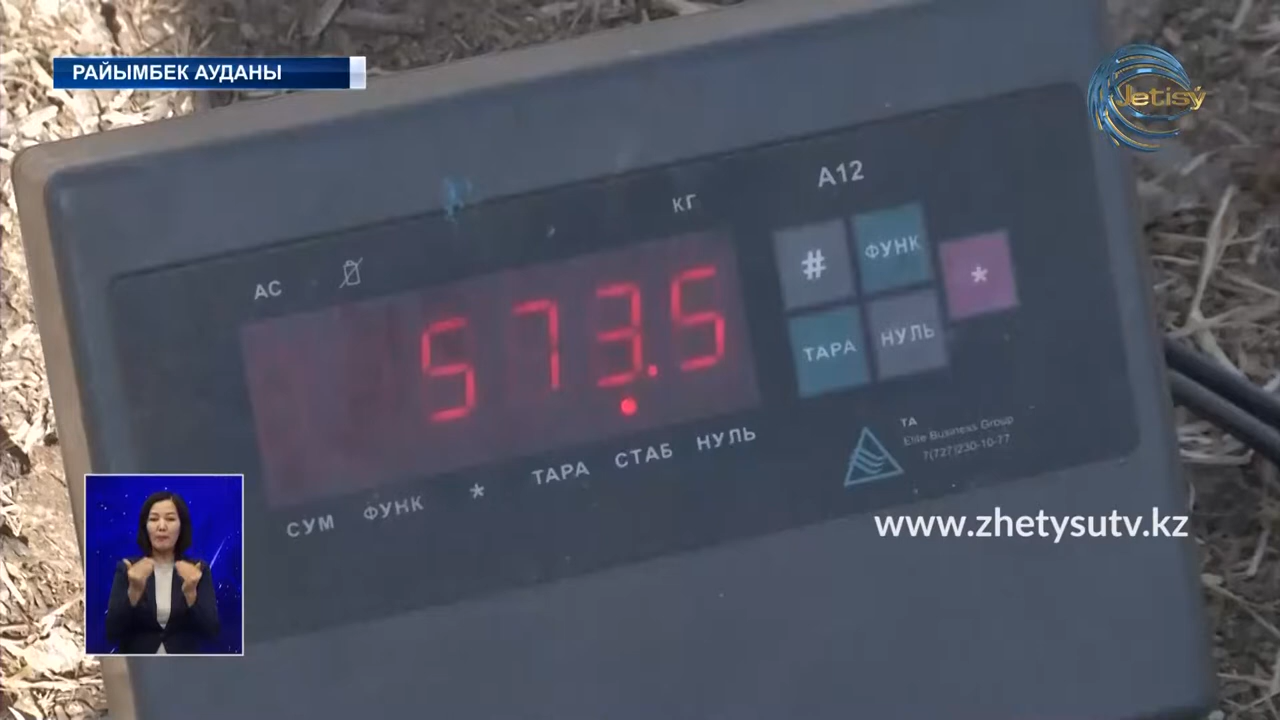 РАЙЫМБЕК АУДАНЫ
Jetisý
КГ
A12
AC
573.5
#
ФУНК
*
ТАРА
НУЛЬ
СУМ
ФУНК
*
ТАРА
СТАБ
НУЛЬ
TA
Elite Business Group
7(727)230-10-77
www.zhetysutv.kz